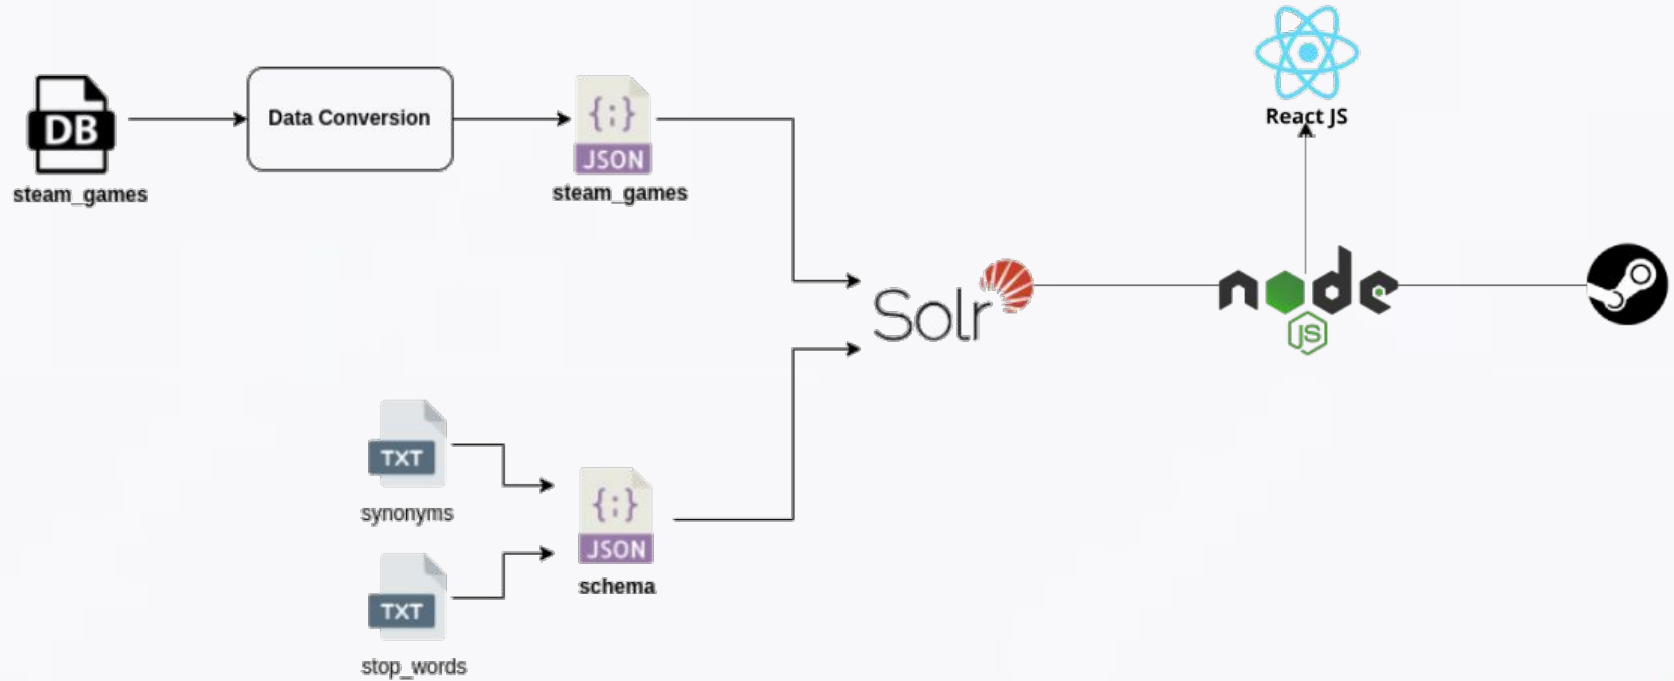 DB
steam_games
Data Conversion
{;}
JSON
steam_games
React JS
Solr
node
JS
TXT
synonyms
TXT
stop_words
{;}
JSON
schema